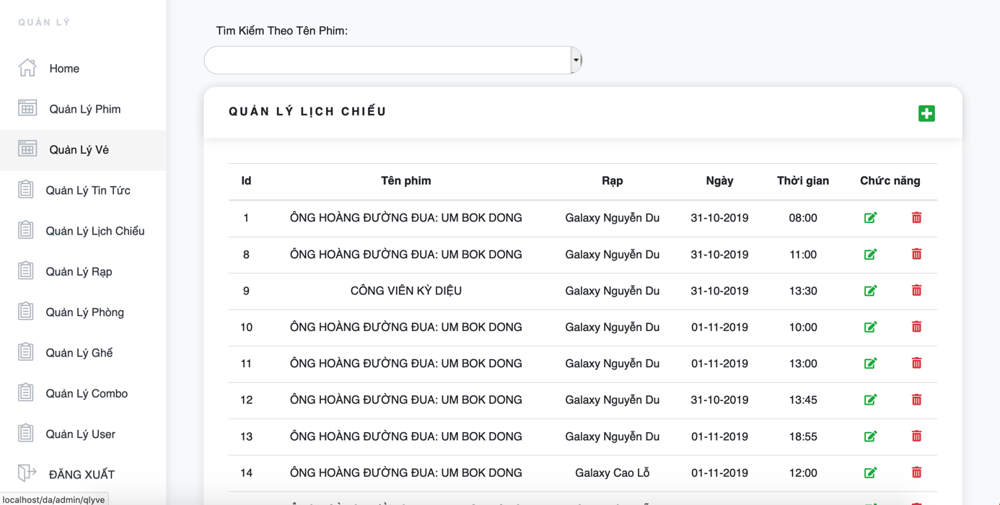 QUẢN LÝ
Home
Quản Lý Phim
Quản Lý Vé
Quản Lý Tin Tức
Quản Lý Lịch Chiếu
Quản Lý Rạp
Quản Lý Phòng
Quản Lý Ghế
Quản Lý Combo
Quản Lý User
ĐĂNG XUẤT
localhost/da/admin/qlyve
Tìm Kiếm Theo Tên Phim:
QUẢN LÝ LỊCH CHIẾU
Id Tên phim Rạp Ngày Thời gian Chức năng
1 ÔNG HOÀNG ĐƯỜNG ĐUA: UM BOK DONG Galaxy Nguyễn Du 31-10-2019 08:00
8 ÔNG HOÀNG ĐƯỜNG ĐUA: UM BOK DONG Galaxy Nguyễn Du 31-10-2019 11:00
9 CÔNG VIÊN KỲ DIỆU Galaxy Nguyễn Du 31-10-2019 13:30
10 ÔNG HOÀNG ĐƯỜNG ĐUA: UM BOK DONG Galaxy Nguyễn Du 01-11-2019 10:00
11 ÔNG HOÀNG ĐƯỜNG ĐUA: UM BOK DONG Galaxy Nguyễn Du 01-11-2019 13:00
12 ÔNG HOÀNG ĐƯỜNG ĐUA: UM BOK DONG Galaxy Nguyễn Du 31-10-2019 13:45
13 ÔNG HOÀNG ĐƯỜNG ĐUA: UM BOK DONG Galaxy Nguyễn Du 01-11-2019 18:55
14 ÔNG HOÀNG ĐƯỜNG ĐUA: UM BOK DONG Galaxy Cao Lỗ 01-11-2019 12:00